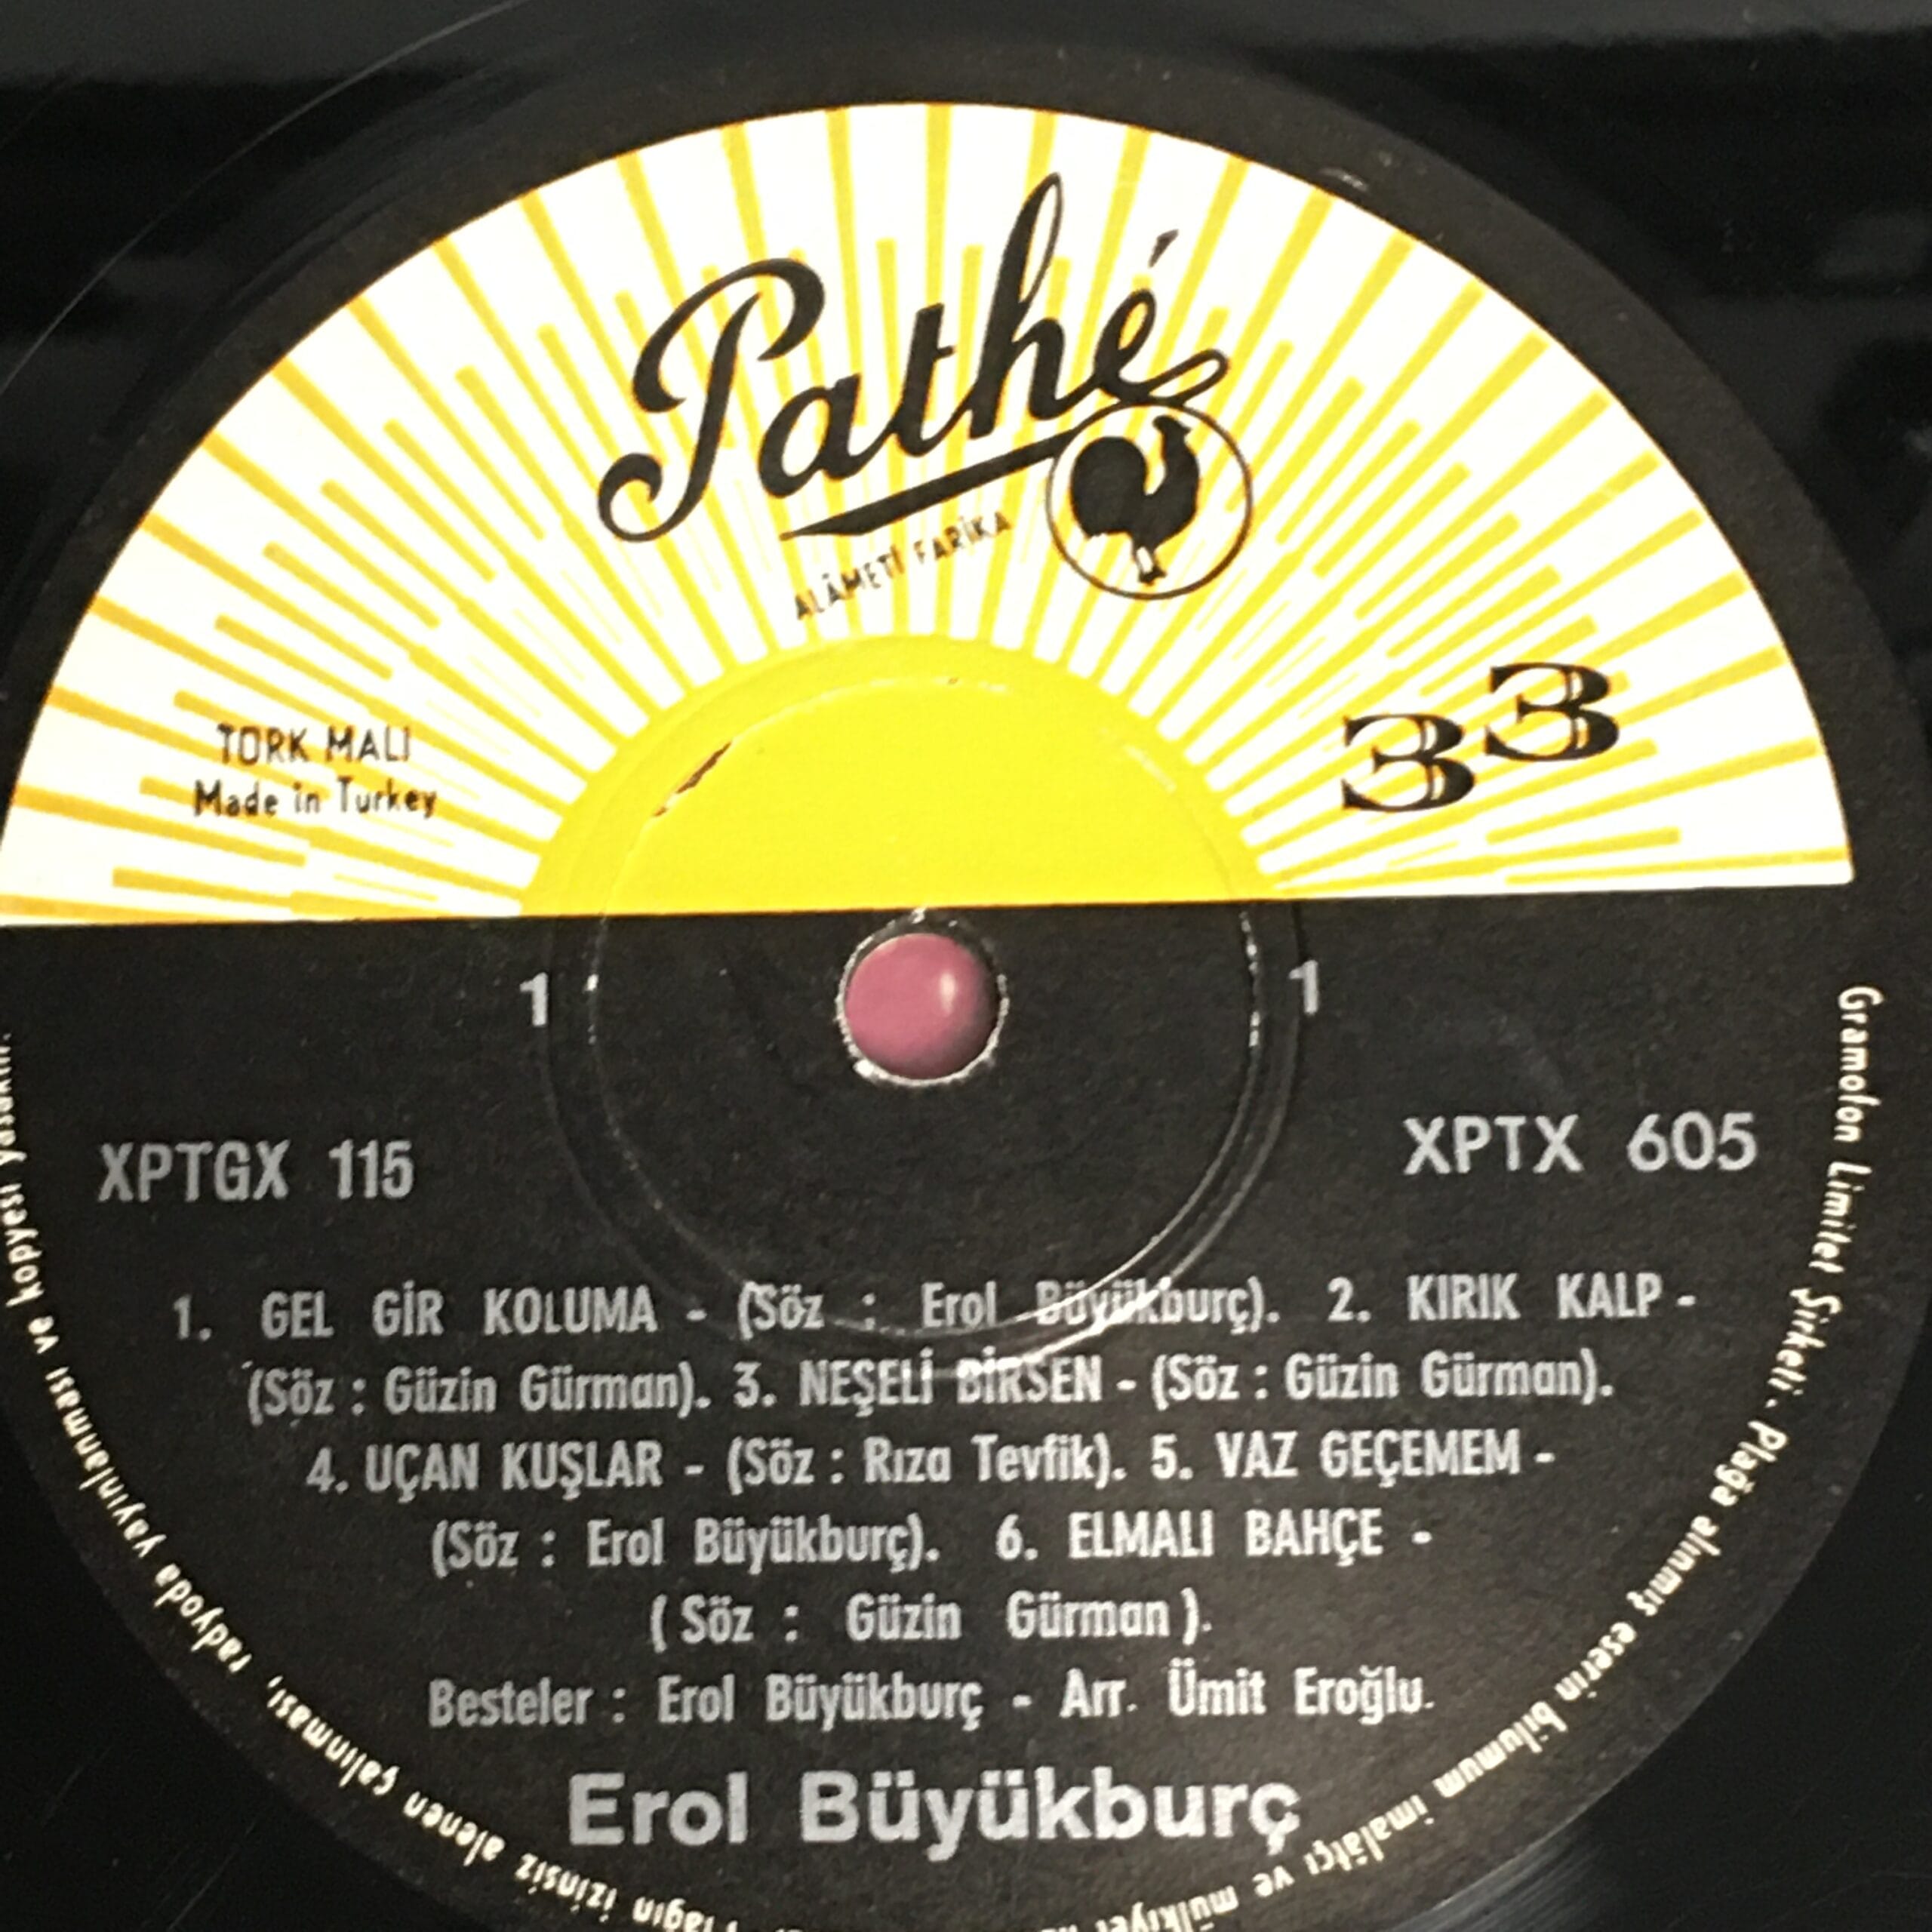 Pathé
ALÂMETİ FARİKA
33
TÜRK MALI
Made in Turkey
1 1
XPTGX 115 XPTX 605
1. GEL GİR KOLUMA - (Söz : Erol Büyükburç). 2. KIRIK KALP -
(Söz : Güzin Gürman). 3. NEŞELİ BİRSEN - (Söz : Güzin Gürman).
4. UÇAN KUŞLAR - (Söz : Rıza Tevfik). 5. VAZ GEÇEMEM -
(Söz : Erol Büyükburç). 6. ELMALI BAHÇE -
( Söz : Güzin Gürman ).
Besteler : Erol Büyükburç - Arr. Ümit Eroğlu.
Erol Büyükburç
Gramofon Limitet Şirketi. Plağa alınmış eserin bilumum imalâtçı ve
izinsiz alenen çalınması, radyoda yayınlanması ve kopyesi yasaktır.